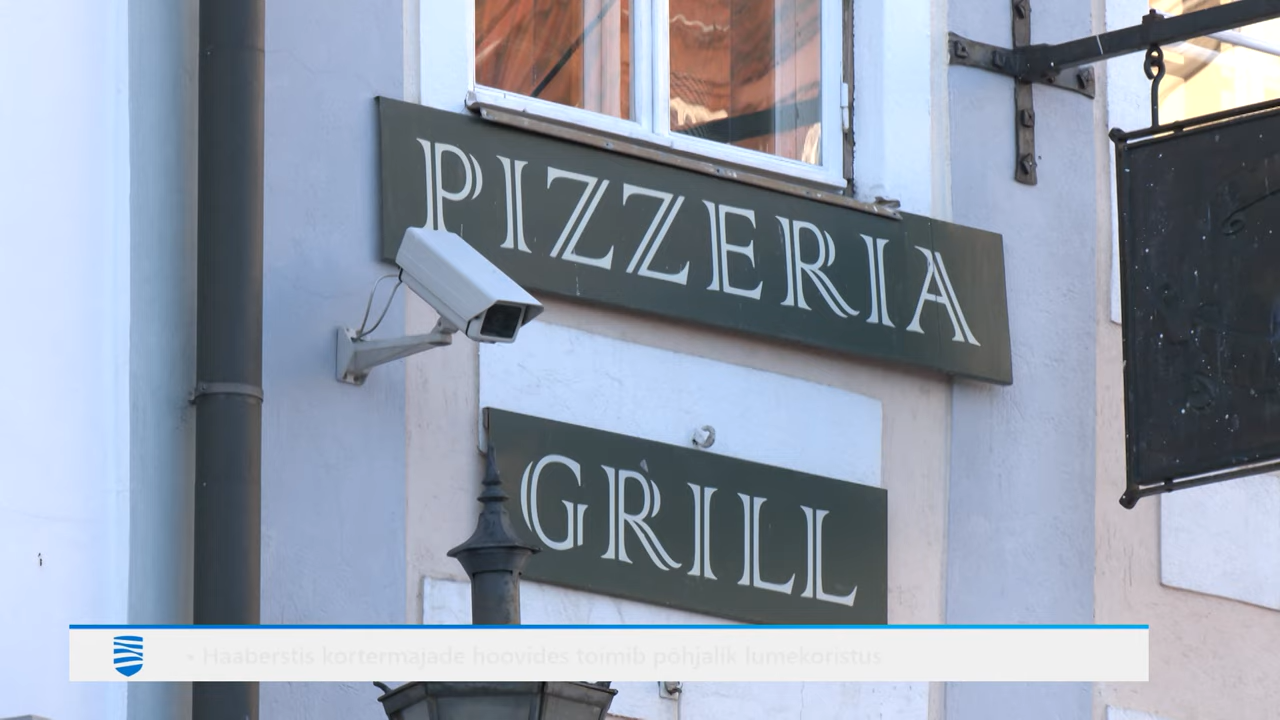 PIZZERIA
GRILL
• Haaberstis kortermajade hoovides toimib põhjalik lumekoristus